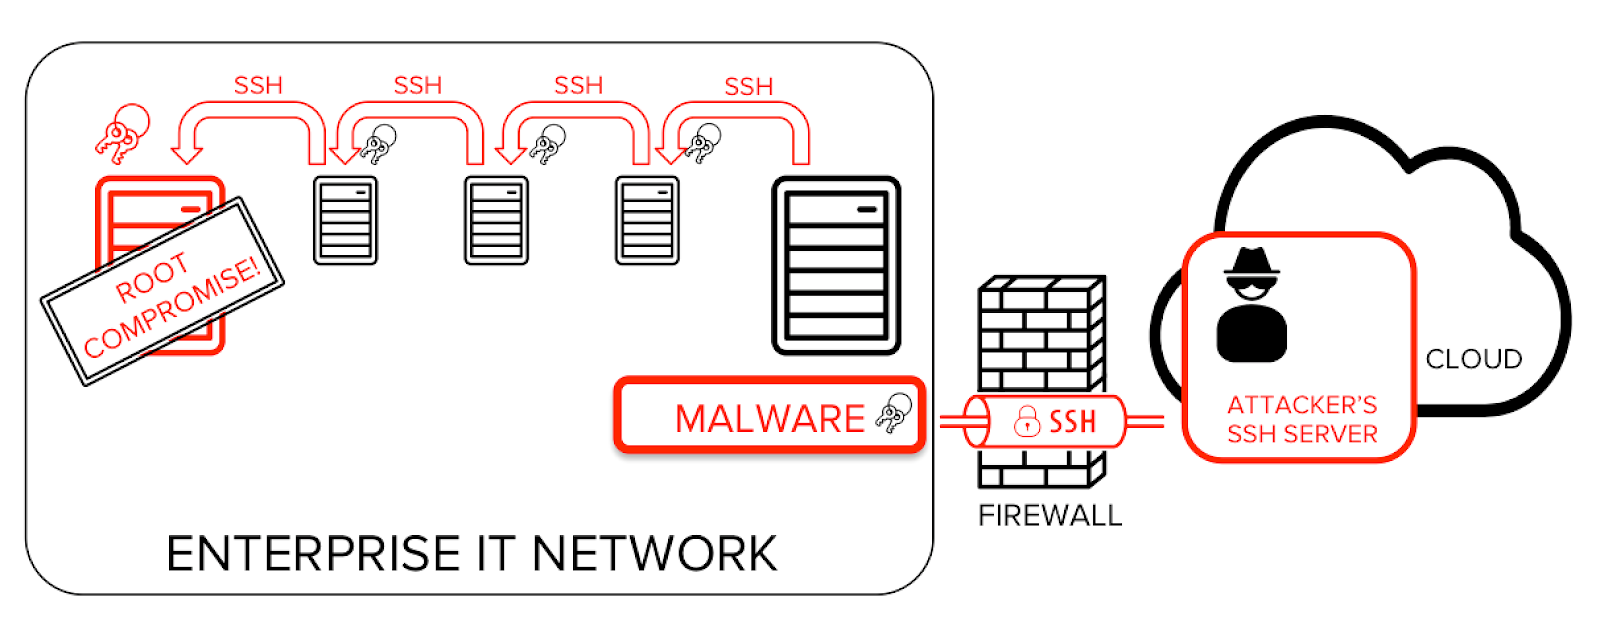 SSH
SSH
SSH
SSH
ROOT
COMPROMISE!
MALWARE
SSH
FIREWALL
CLOUD
ATTACKER'S
SSH SERVER
ENTERPRISE IT NETWORK